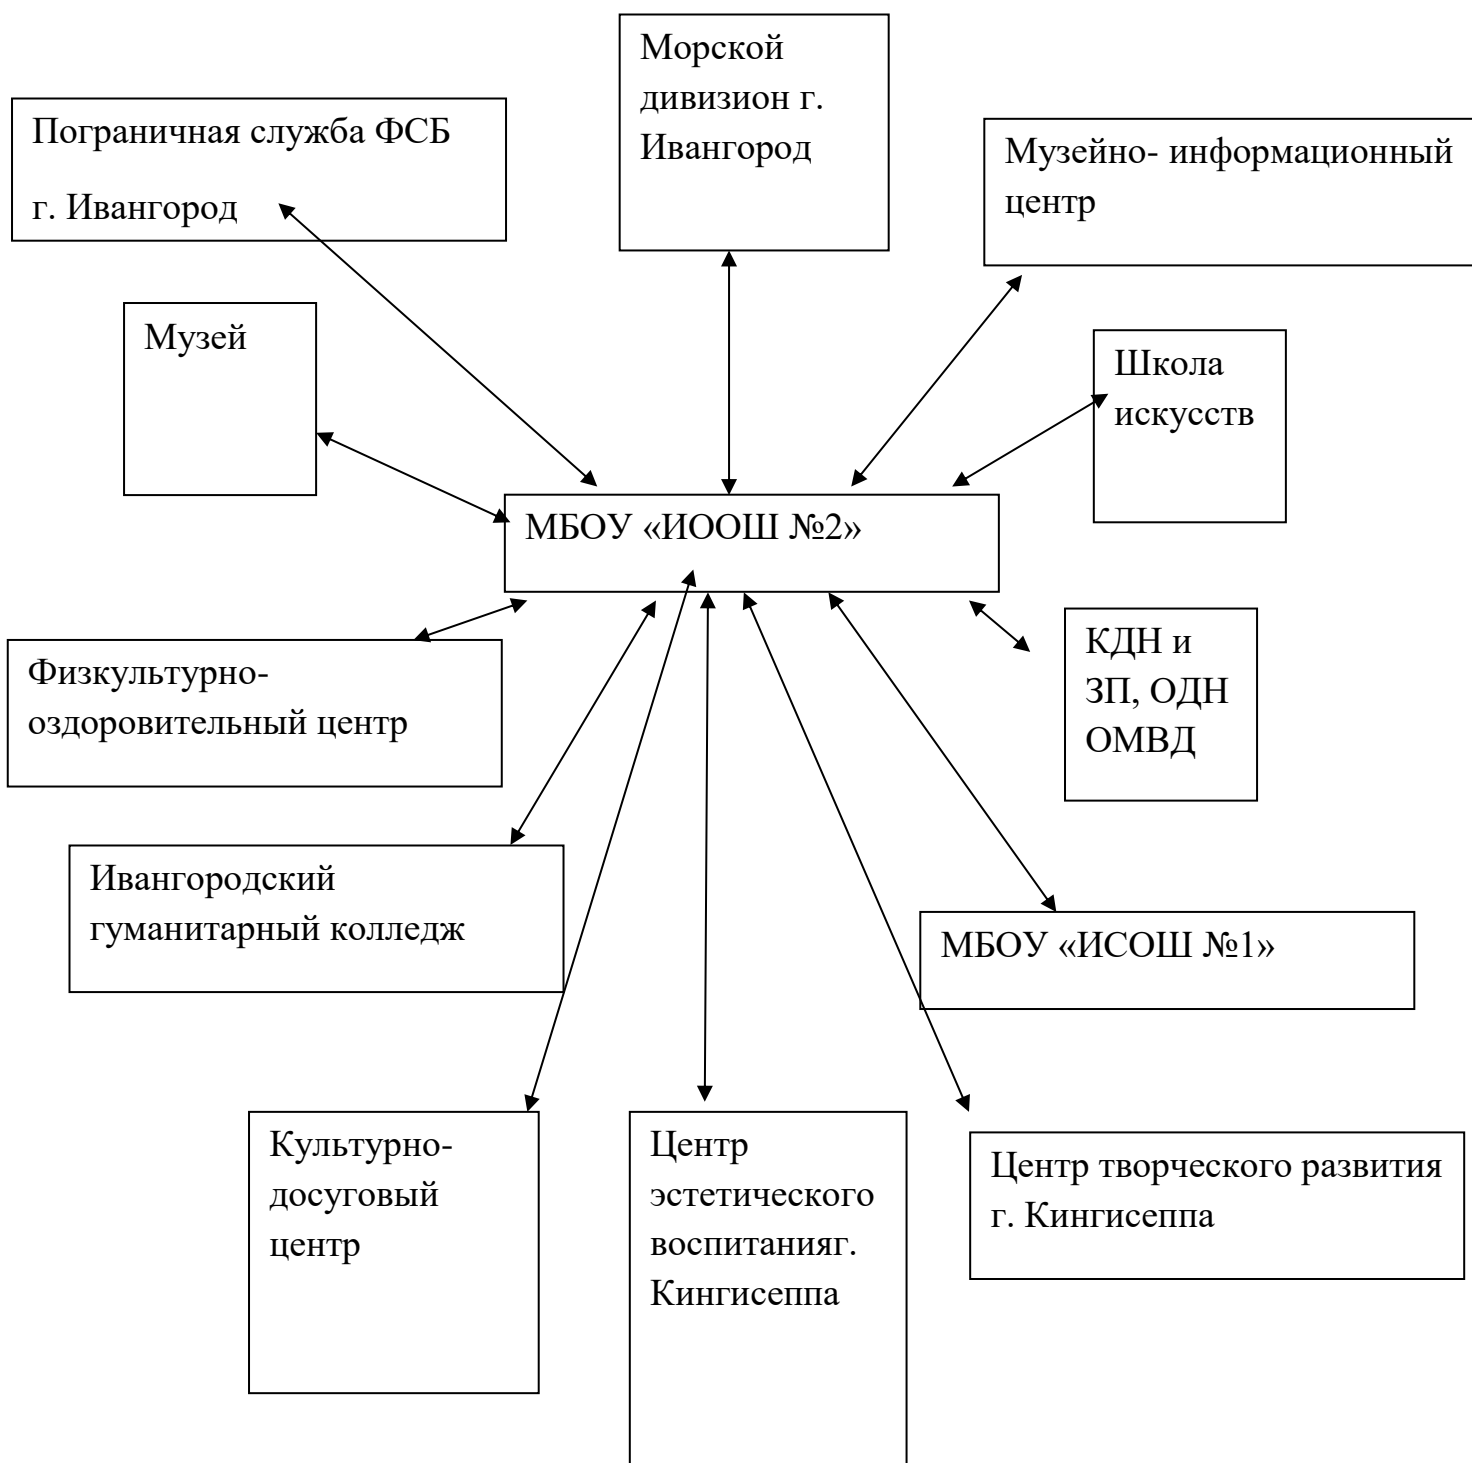 Морской
дивизион г.
Ивангород
Пограничная служба ФСБ
г. Ивангород
Музейно- информационный
центр
Музей
Школа
искусств
МБОУ «ИООШ №2»
Физкультурно-
оздоровительный центр
КДН и
ЗП, ОДН
ОМВД
Ивангородский
гуманитарный колледж
МБОУ «ИСОШ №1»
Культурно-
досуговый
центр
Центр
эстетического
воспитанияг.
Кингисеппа
Центр творческого развития
г. Кингисеппа